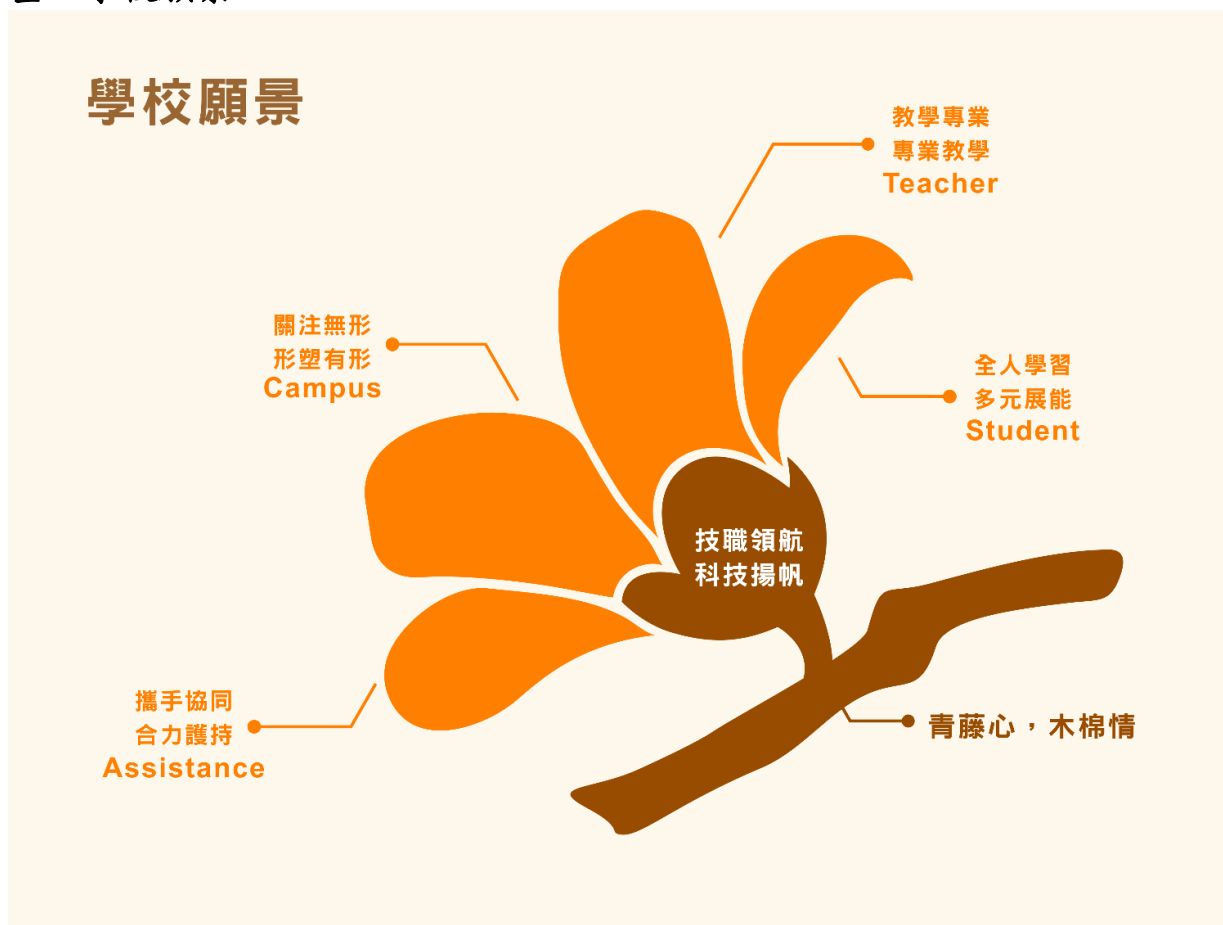 學校願景
教學專業
專業教學
Teacher
關注無形
形塑有形
Campus
全人學習
多元展能
Student
技職領航
科技揚帆
攜手協同
合力護持
Assistance
青藤心，木棉情